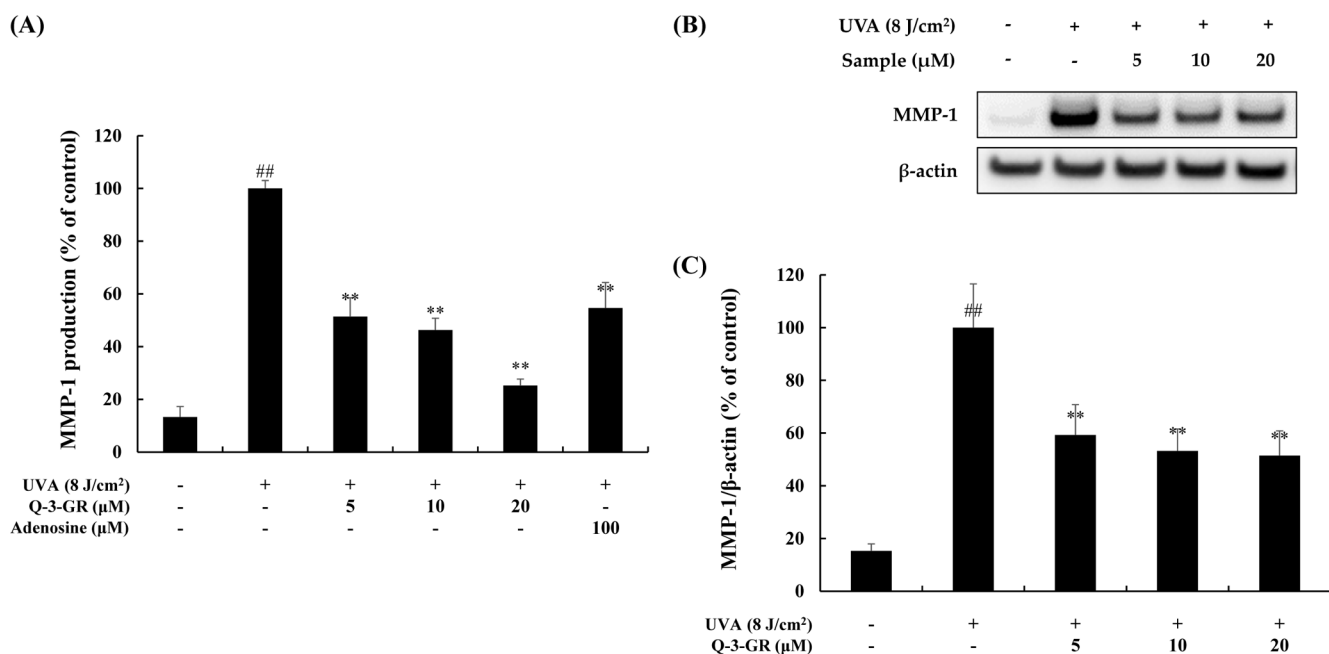 (A)
MMP-1 production (% of control)
120
100
80
60
40
20
0
##
**
**
**
**
UVA (8 J/cm²) - + + + + +
Q-3-GR (μM) - - 5 10 20 -
Adenosine (μM) - - - - - 100
(B)
UVA (8 J/cm²) - + + + +
Sample (μM) - - 5 10 20
MMP-1
β-actin
(C)
MMP-1/β-actin (% of control)
120
100
80
60
40
20
0
##
**
**
**
UVA (8 J/cm²) - + + + +
Q-3-GR (μM) - - 5 10 20